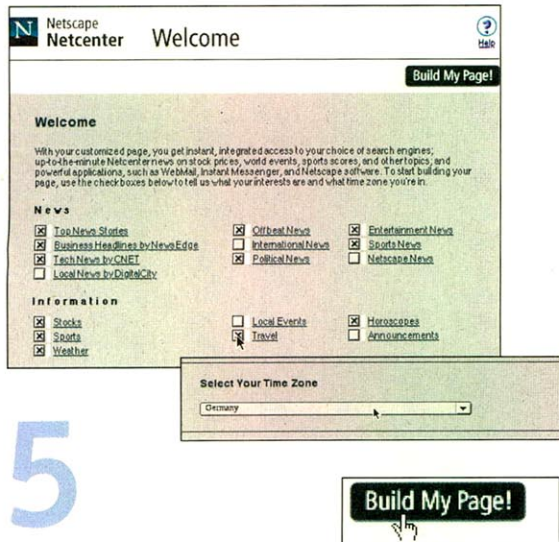 Netscape
Netcenter Welcome
Help
Build My Page!
Welcome
With your customized page, you get instant, integrated access to your choice of search engines;
up-to-the-minute Netcenter news on stock prices, world events, sports scores, and other topics; and
powerful applications, such as WebMail, Instant Messenger, and Netscape software. To start building your
page, use the check boxes below to tell us what your interests are and what time zone you're in.
News
Top News Stories Offbeat News Entertainment News
Business Headlines by NewsEdge International News Sports News
Tech News by CNET Political News Netscape News
Local News by DigitalCity
Information
Stocks Local Events Horoscopes
Sports Travel Announcements
Weather
Select Your Time Zone
Germany
5
Build My Page!